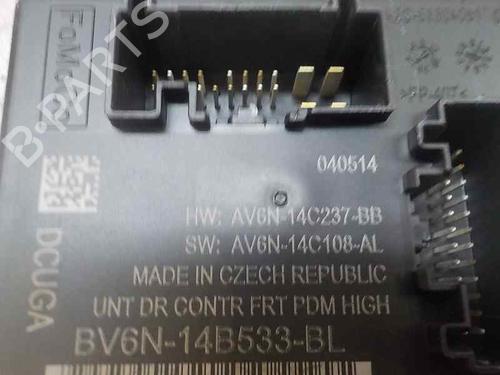 FoMoCo
B-PARTS
040514
HW: AV6N-14C237-BB
SW: AV6N-14C108-AL
MADE IN CZECH REPUBLIC
UNT DR CONTR FRT PDM HIGH
BV6N-14B533-BL
DCUGA